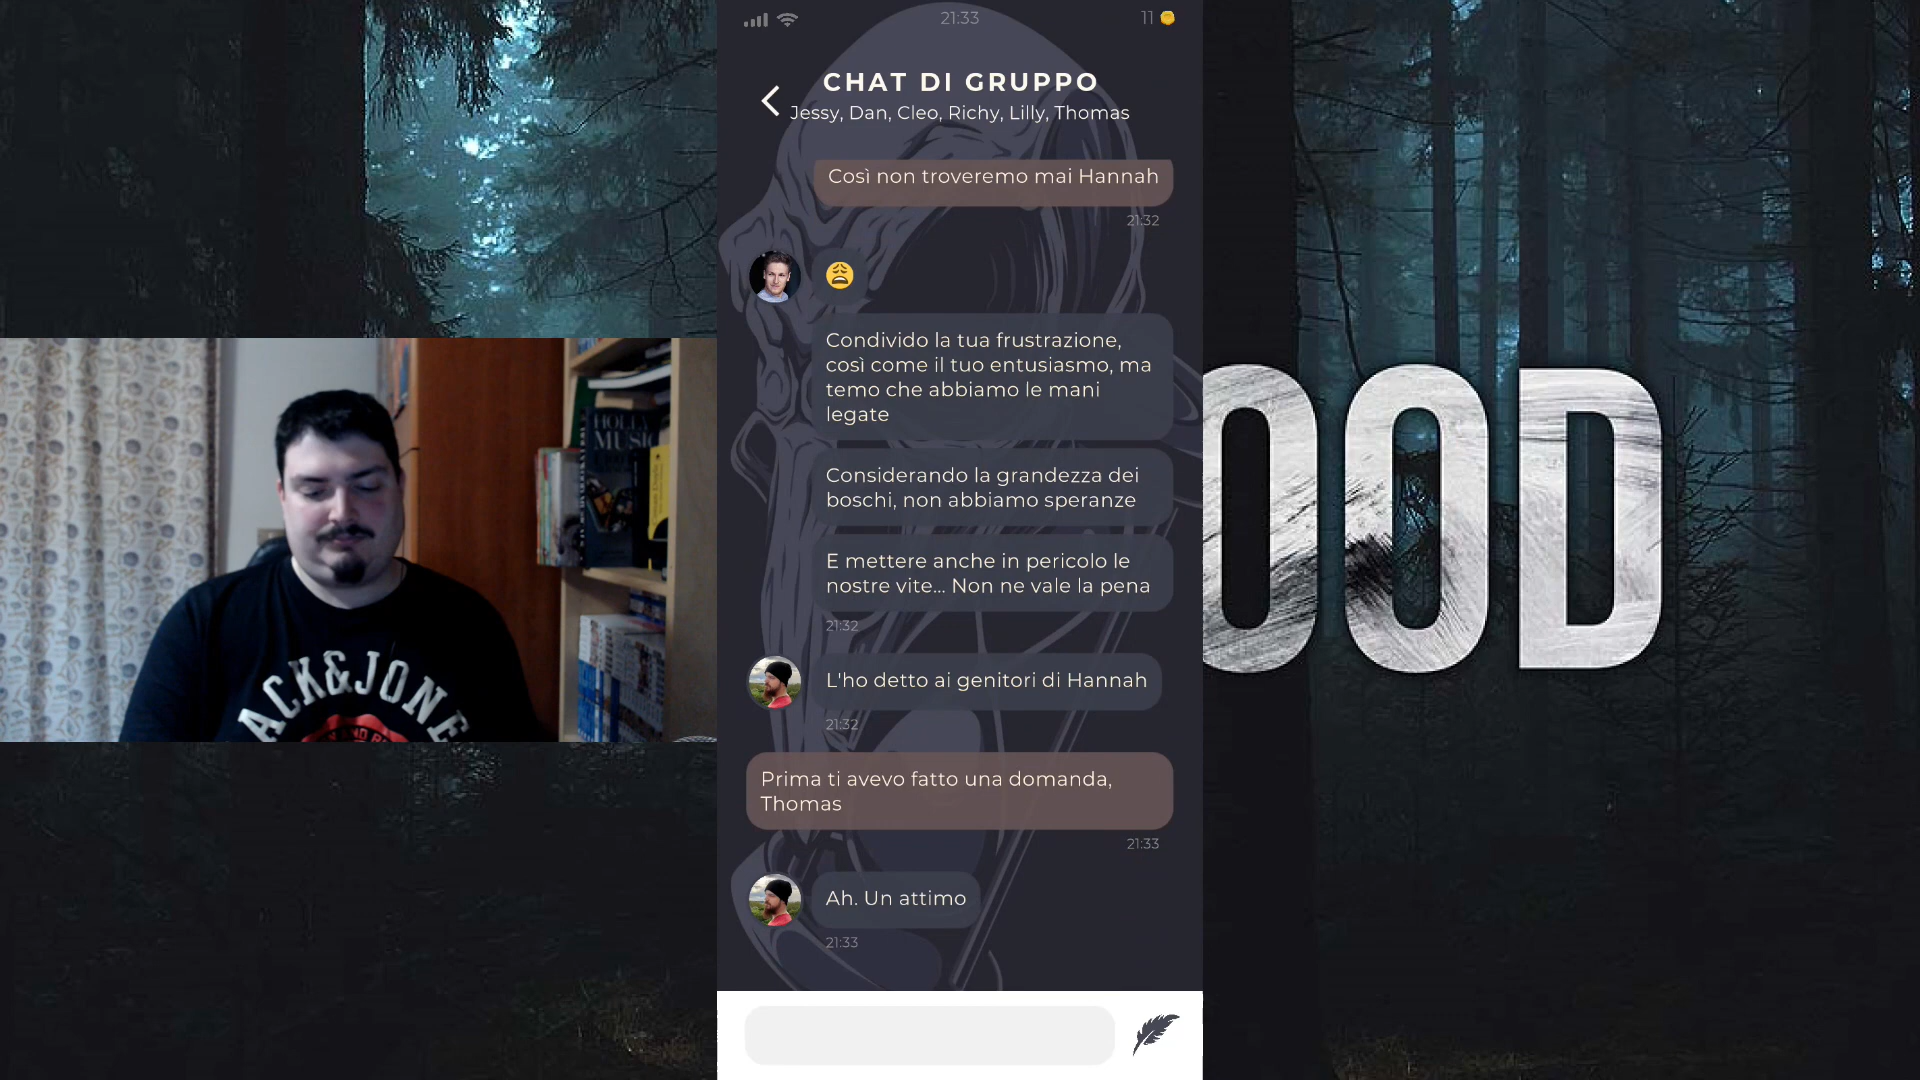 21:33
11
CHAT DI GRUPPO
Jessy, Dan, Cleo, Richy, Lilly, Thomas
Così non troveremo mai Hannah
21:32
Condivido la tua frustrazione,
così come il tuo entusiasmo, ma
temo che abbiamo le mani
legate
Considerando la grandezza dei
boschi, non abbiamo speranze
E mettere anche in pericolo le
nostre vite... Non ne vale la pena
21:32
L'ho detto ai genitori di Hannah
21:32
Prima ti avevo fatto una domanda,
Thomas
21:33
Ah. Un attimo
21:33
OOD
HOLLY
MUSIC
ACK&JONE